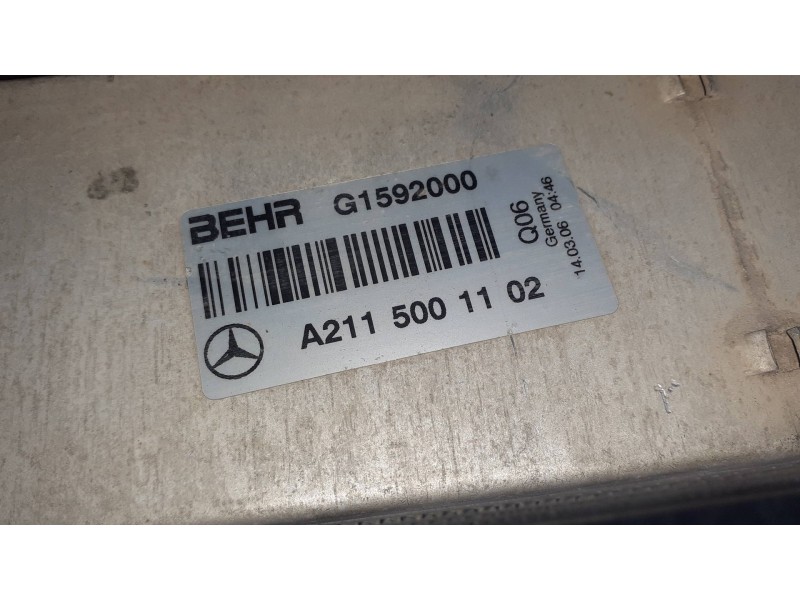 BEHR G1592000
A211 500 11 02
Q06
Germany
14.03.06 04:46